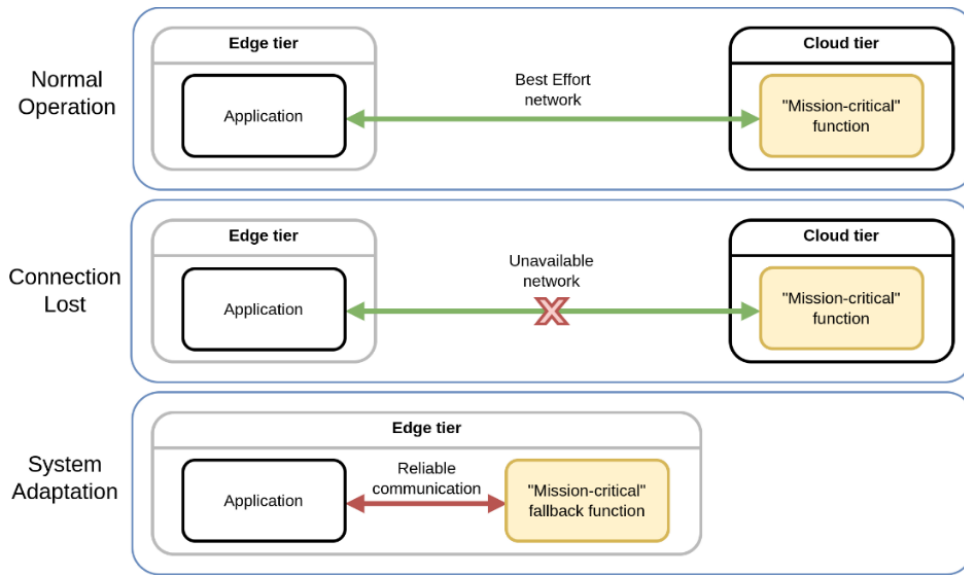 Normal
Operation
Edge tier
Application
Best Effort
network
Cloud tier
"Mission-critical"
function
Connection
Lost
Edge tier
Application
Unavailable
network
Cloud tier
"Mission-critical"
function
System
Adaptation
Edge tier
Application
Reliable
communication
"Mission-critical"
fallback function